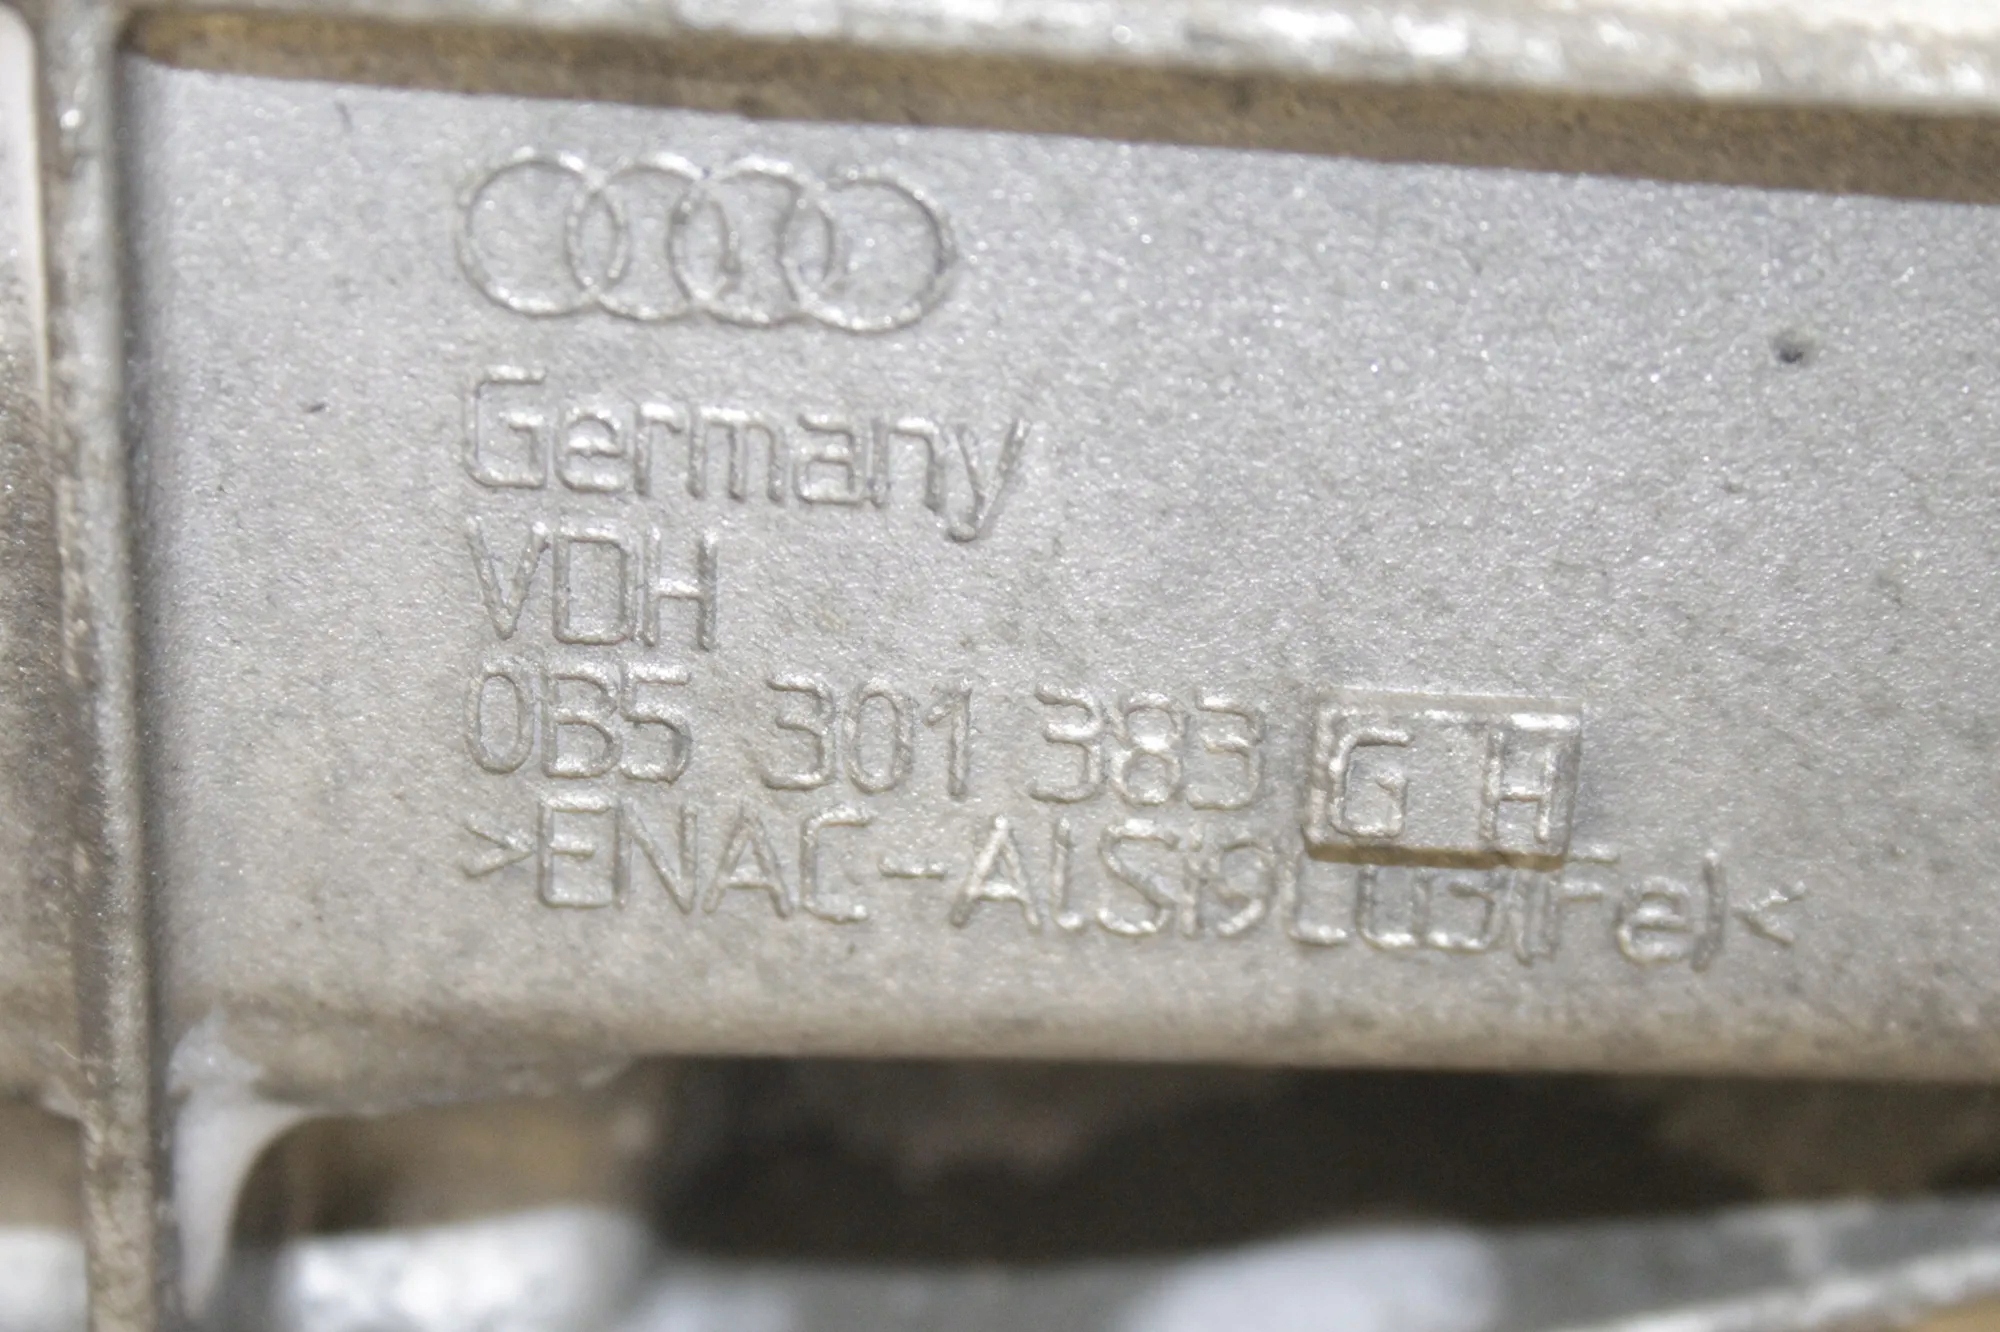 Germany
VDH
0B5 301 383 G H
>ENAC-AlSi9Cu3(Fe)<